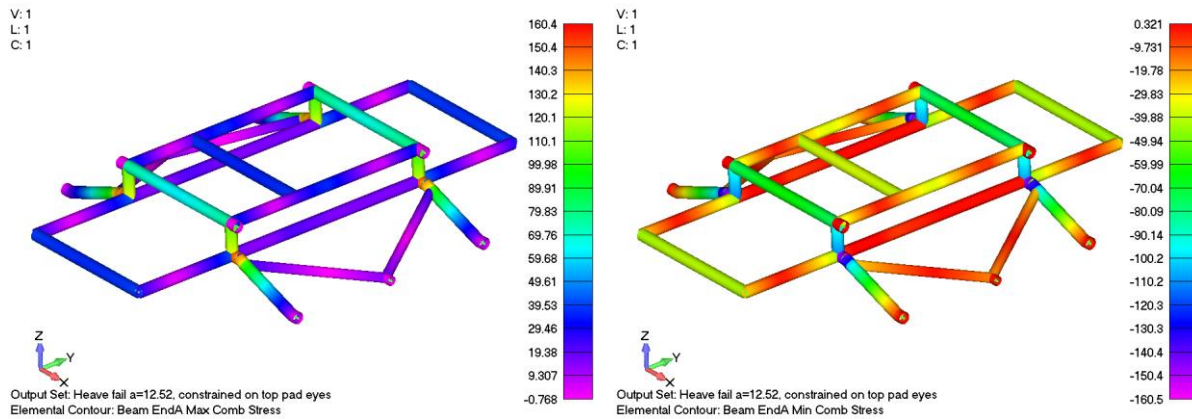 V: 1
L: 1
C: 1
160.4
150.4
140.3
130.2
120.1
110.1
99.98
89.91
79.83
69.76
59.68
49.61
39.53
29.46
19.38
9.307
-0.768
Z
Y
X
Output Set: Heave fail a=12.52, constrained on top pad eyes
Elemental Contour: Beam EndA Max Comb Stress
V: 1
L: 1
C: 1
0.321
-9.731
-19.78
-29.83
-39.89
-49.94
-59.99
-70.04
-80.09
-90.14
-100.2
-110.2
-120.3
-130.3
-140.4
-150.4
-160.5
Z
Y
X
Output Set: Heave fail a=12.52, constrained on top pad eyes
Elemental Contour: Beam EndA Min Comb Stress